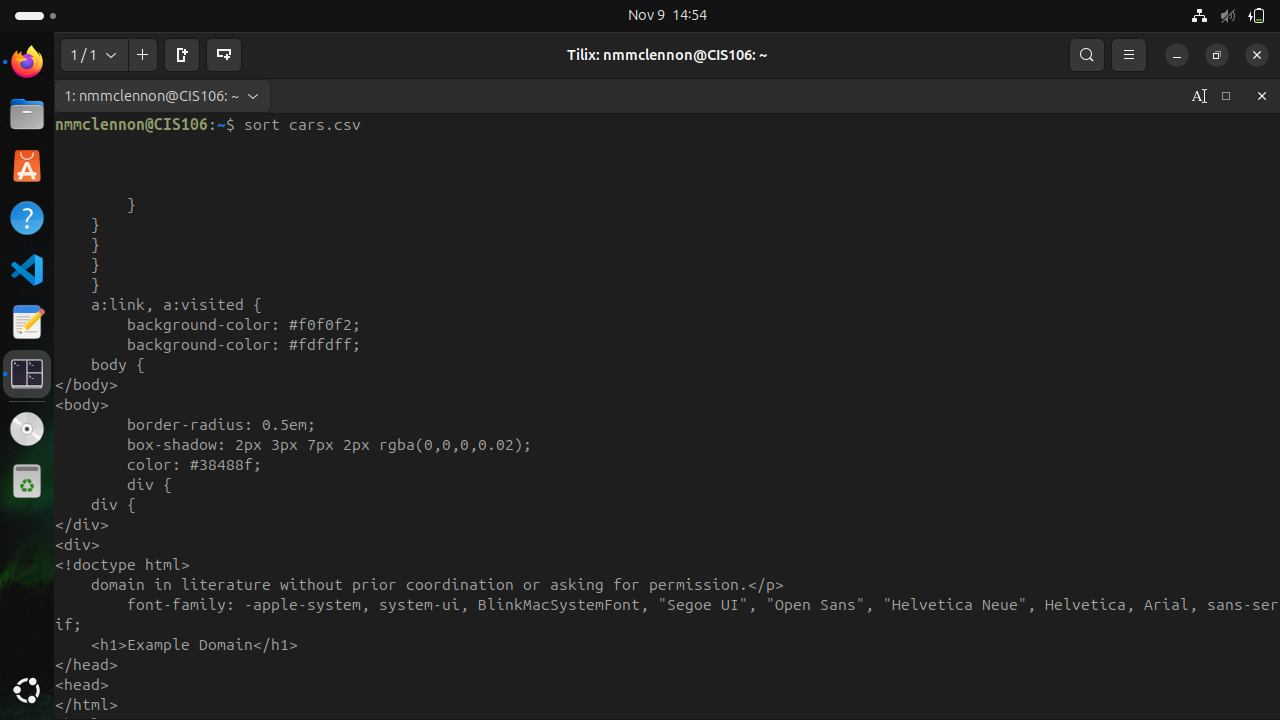 Nov 9  14:54
1 / 1
Tilix: nmmclennon@CIS106: ~
1: nmmclennon@CIS106: ~
nmmclennon@CIS106:~$ sort cars.csv
        }
    }
    }
    }
    }
    a:link, a:visited {
        background-color: #f0f0f2;
        background-color: #fdfdff;
    body {
</body>
<body>
        border-radius: 0.5em;
        box-shadow: 2px 3px 7px 2px rgba(0,0,0,0.02);
        color: #38488f;
        div {
    div {
</div>
<div>
<!doctype html>
    domain in literature without prior coordination or asking for permission.</p>
        font-family: -apple-system, system-ui, BlinkMacSystemFont, "Segoe UI", "Open Sans", "Helvetica Neue", Helvetica, Arial, sans-ser
if;
    <h1>Example Domain</h1>
</head>
<head>
</html>